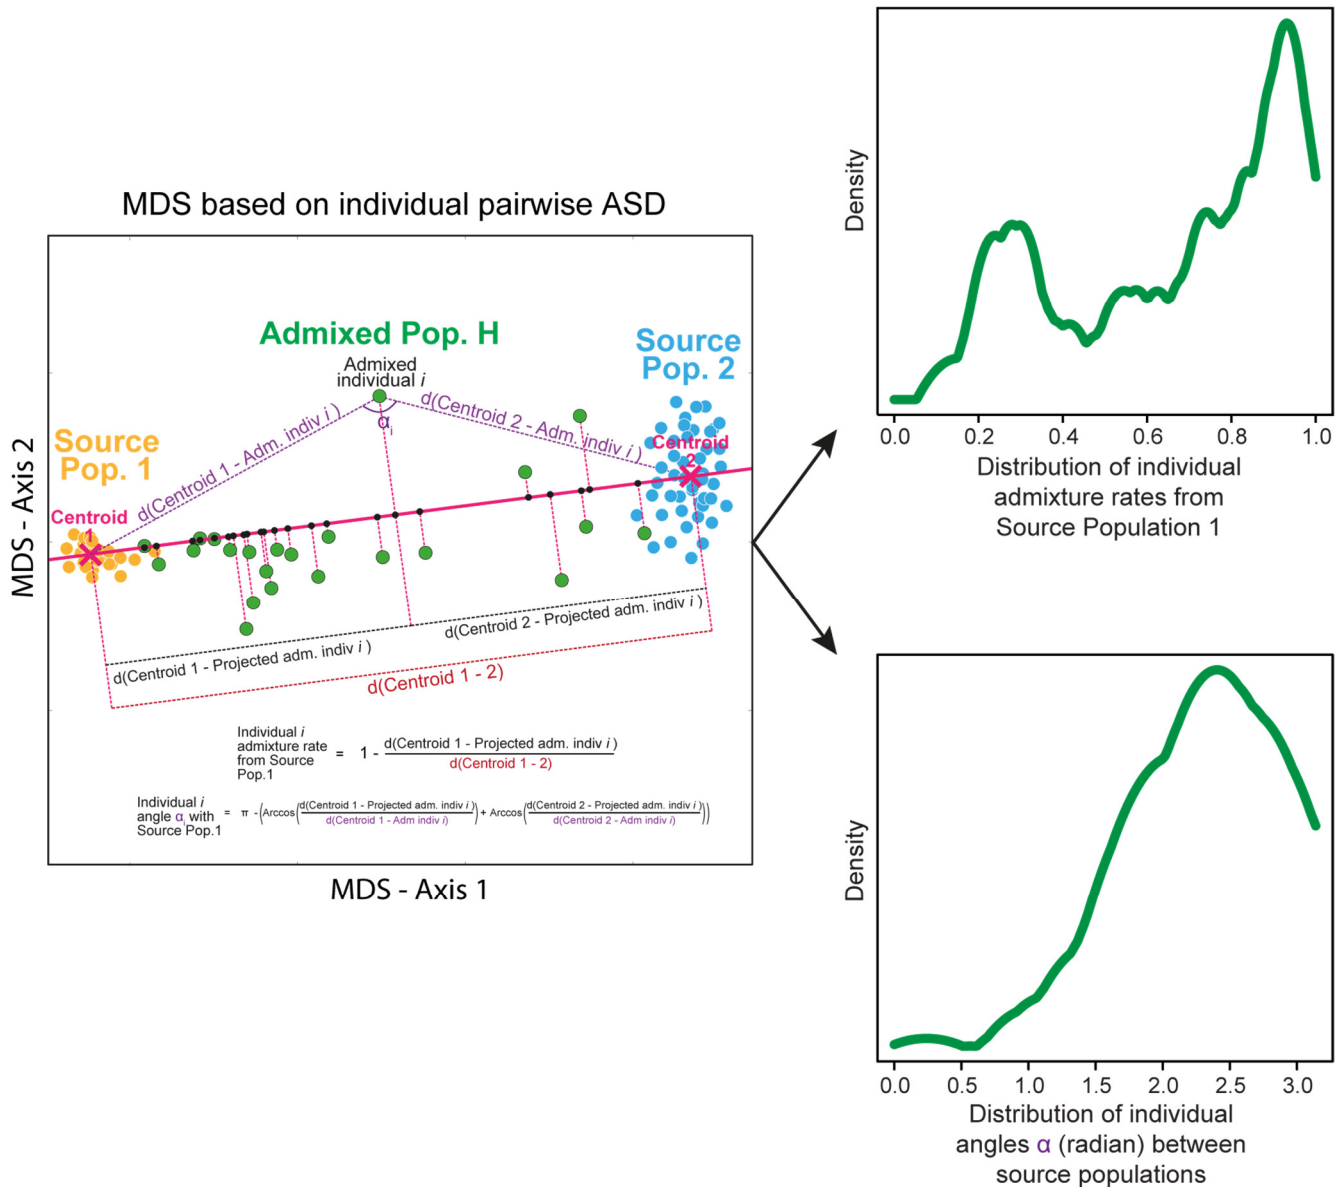 MDS based on individual pairwise ASD
MDS - Axis 2
Admixed Pop. H
Admixed
individual i
αi
d(Centroid 1 - Adm. indiv i )
d(Centroid 2 - Adm. indiv i )
Source
Pop. 1
Centroid
1
Source
Pop. 2
Centroid
2
d(Centroid 1 - Projected adm. indiv i )
d(Centroid 2 - Projected adm. indiv i )
d(Centroid 1 - 2)
Individual i
admixture rate
from Source
Pop.1
= 1 - d(Centroid 1 - Projected adm. indiv i )
d(Centroid 1 - 2)
Individual i
angle αi with
Source Pop.1
= π -(Arccos(d(Centroid 1 - Projected adm. indiv i )
d(Centroid 1 - Adm indiv i)
) + Arccos(d(Centroid 2 - Projected adm. indiv i )
d(Centroid 2 - Adm indiv i)
))
MDS - Axis 1
Density
0.0 0.2 0.4 0.6 0.8 1.0
Distribution of individual
admixture rates from
Source Population 1
Density
0.0 0.5 1.0 1.5 2.0 2.5 3.0
Distribution of individual
angles α (radian) between
source populations